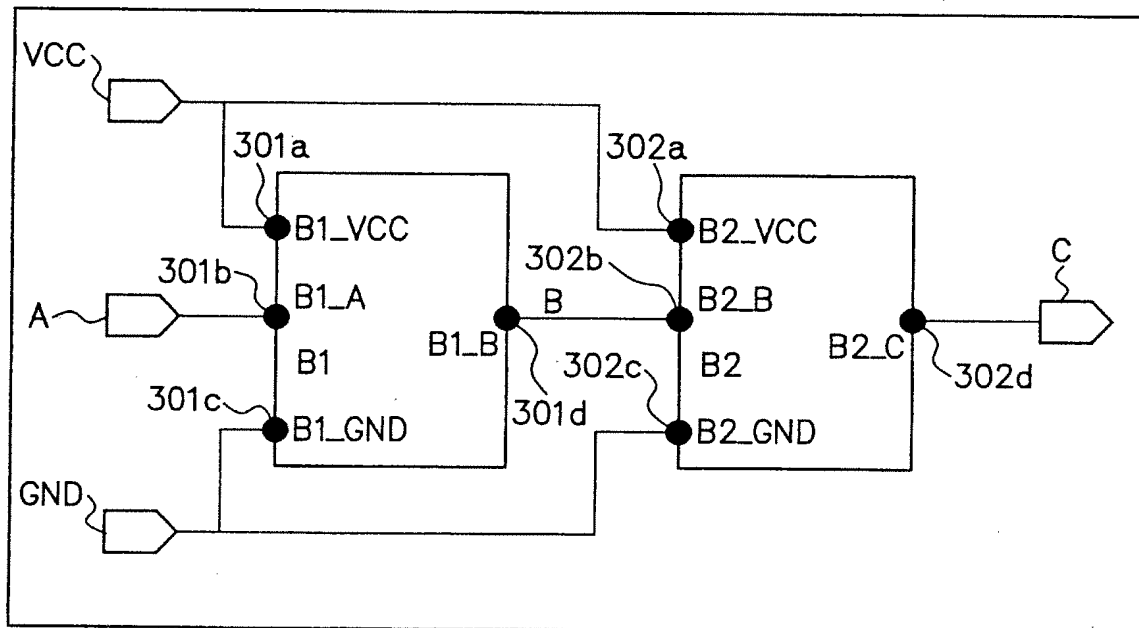 VCC
301a
302a
B1_VCC
B2_VCC
301b
302b
C
A
B1_A
B
B2_B
B1_B
B2_C
B1
B2
301c
302c
301d
302d
B1_GND
B2_GND
GND